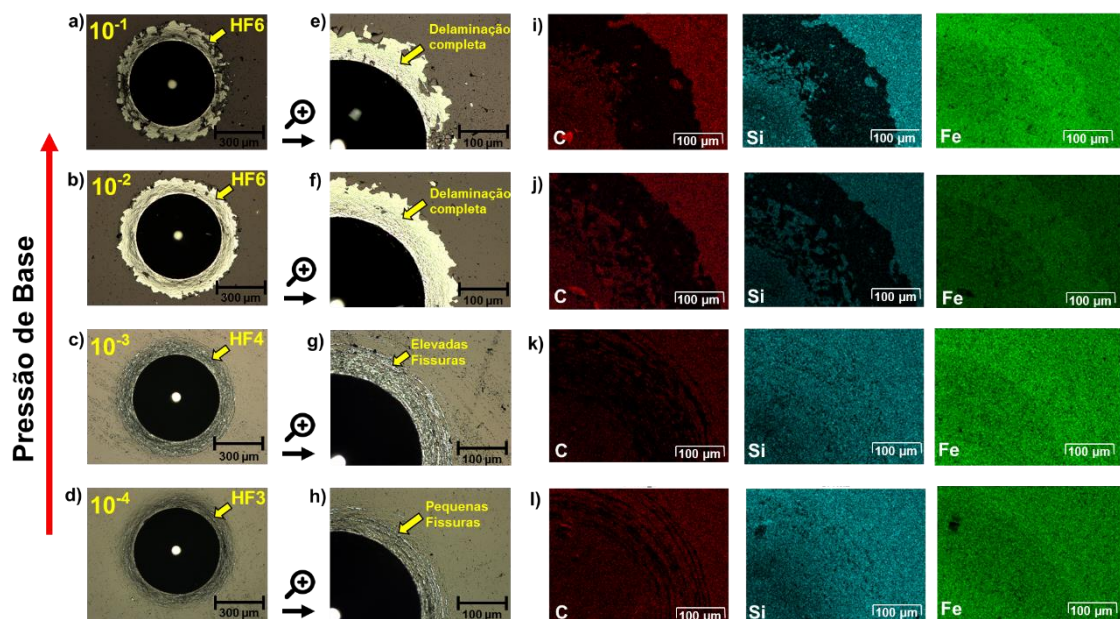 Pressão de Base
a)
10⁻¹
HF6
300 µm
e)
Delaminação
completa
100 µm
i)
C
100 µm
Si
100 µm
Fe
100 µm
b)
10⁻²
HF6
300 µm
f)
Delaminação
completa
100 µm
j)
C
100 µm
Si
100 µm
Fe
100 µm
c)
10⁻³
HF4
300 µm
g)
Elevadas
Fissuras
100 µm
k)
C
100 µm
Si
100 µm
Fe
100 µm
d)
10⁻⁴
HF3
300 µm
h)
Pequenas
Fissuras
100 µm
l)
C
100 µm
Si
100 µm
Fe
100 µm